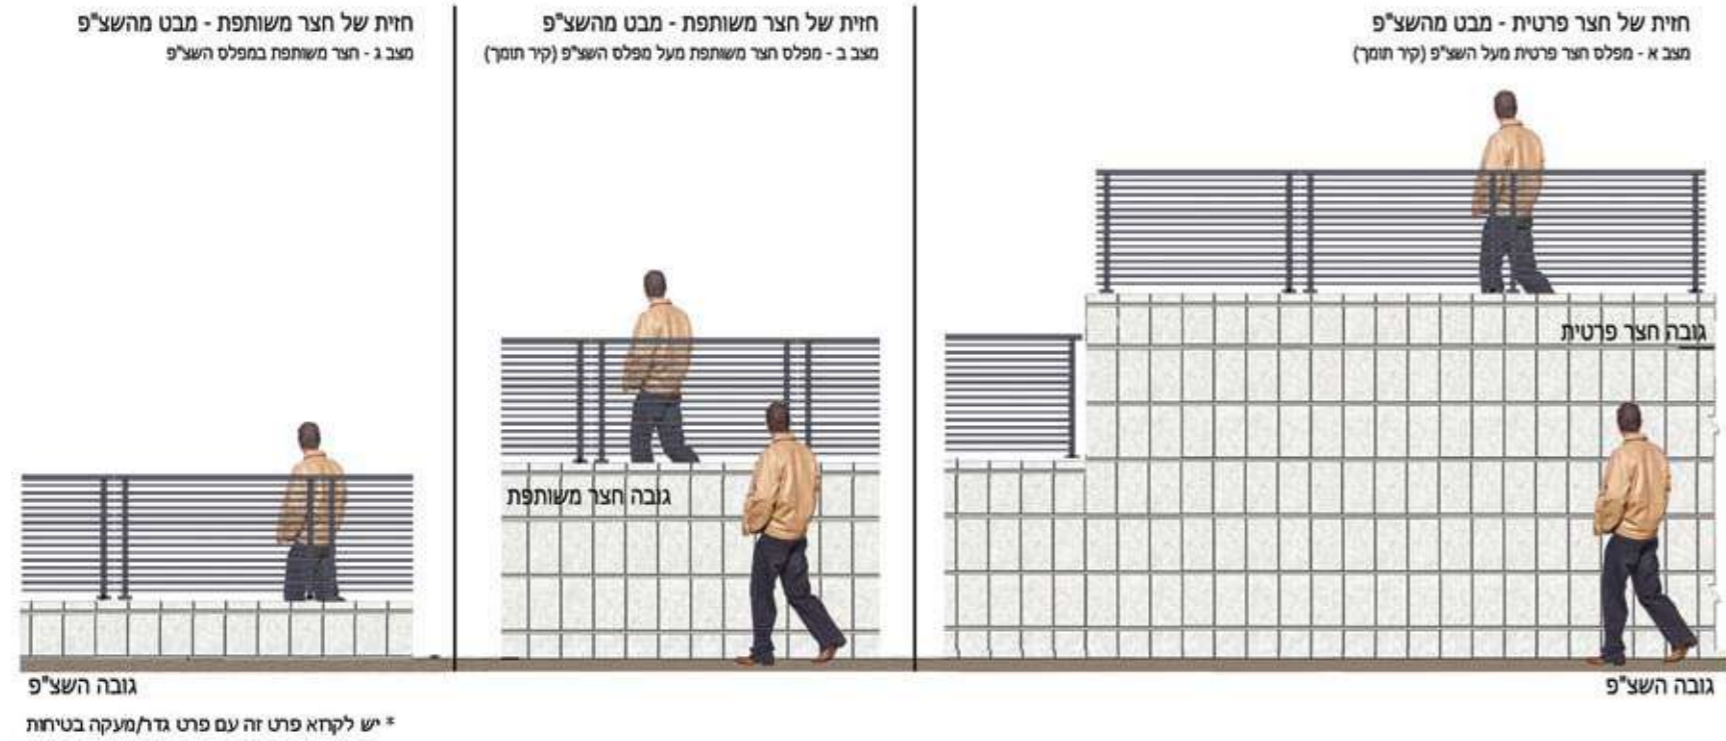 חזית של חצר פרטית - מבט מהשצ"פ
מצב א - מפלס חצר פרטית מעל השצ"פ (קיר תומך)
גובה חצר פרטית
גובה השצ"פ
חזית של חצר משותפת - מבט מהשצ"פ
מצב ב - מפלס חצר משותפת מעל מפלס השצ"פ (קיר תומך)
גובה חצר משותפת
חזית של חצר משותפת - מבט מהשצ"פ
מצב ג - חצר משותפת במפלס השצ"פ
גובה השצ"פ
* יש לקרוא פרט זה עם פרט גדר/מעקה בטיחות